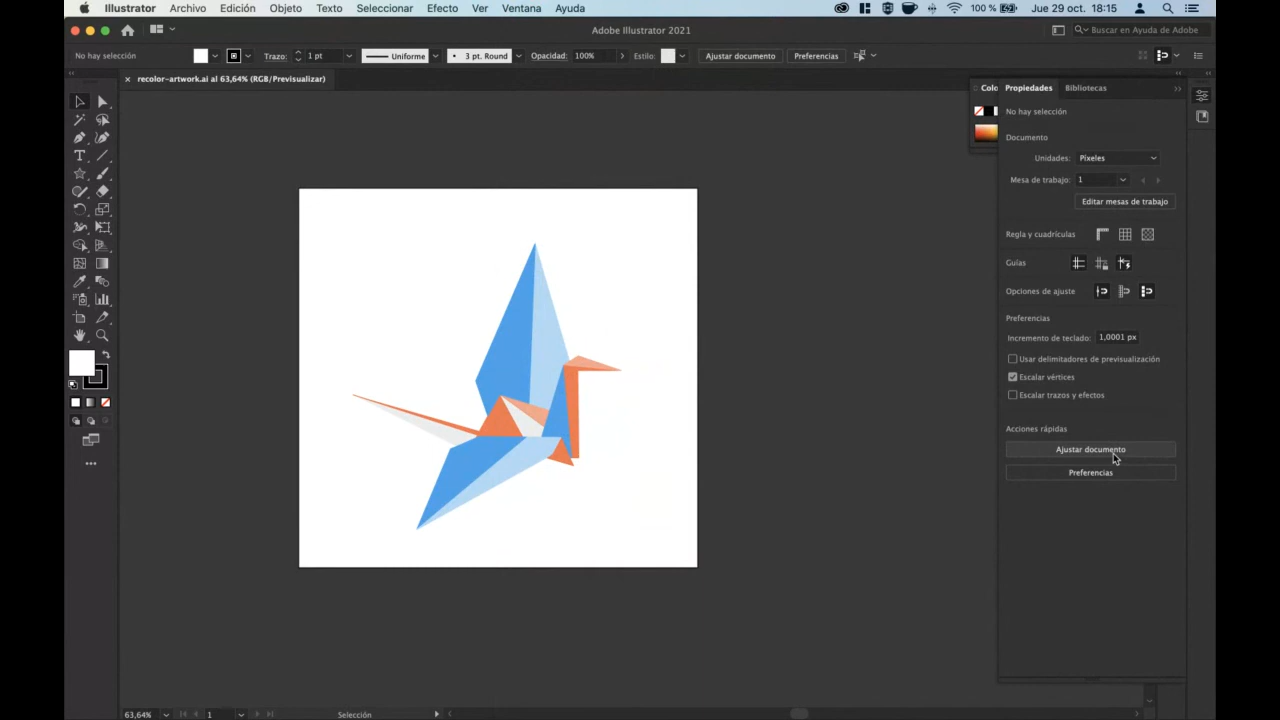 Illustrator Archivo Edición Objeto Texto Seleccionar Efecto Ver Ventana Ayuda 100 % Jue 29 oct. 18:15
Adobe Illustrator 2021 Buscar en Ayuda de Adobe
No hay selección Trazo: 1 pt Uniforme 3 pt. Round Opacidad: 100% Estilo: Ajustar documento Preferencias
× recolor-artwork.ai al 63,64% (RGB/Previsualizar)
Colo Propiedades Bibliotecas
No hay selección
Documento
Unidades: Píxeles
Mesa de trabajo: 1
Editar mesas de trabajo
Regla y cuadrículas
Guías
Opciones de ajuste
Preferencias
Incremento de teclado: 1,0001 px
Usar delimitadores de previsualización
Escalar vértices
Escalar trazos y efectos
Acciones rápidas
Ajustar documento
Preferencias
63,64% 1 Selección